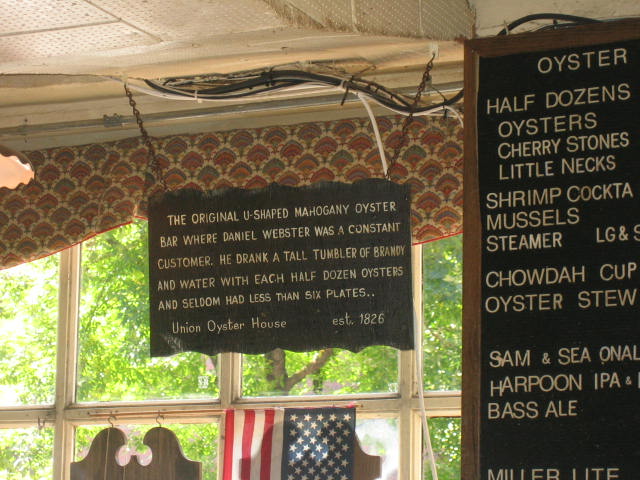 THE ORIGINAL U-SHAPED MAHOGANY OYSTER
BAR WHERE DANIEL WEBSTER WAS A CONSTANT
CUSTOMER. HE DRANK A TALL TUMBLER OF BRANDY
AND WATER WITH EACH HALF DOZEN OYSTERS
AND SELDOM HAD LESS THAN SIX PLATES..
Union Oyster House est. 1826
OYSTER
HALF DOZENS
OYSTERS
CHERRY STONES
LITTLE NECKS
SHRIMP COCKTA
MUSSELS
STEAMER LG & S
CHOWDAH CUP
OYSTER STEW
SAM & SEA ONAL
HARPOON IPA &
BASS ALE
MILLER LITE